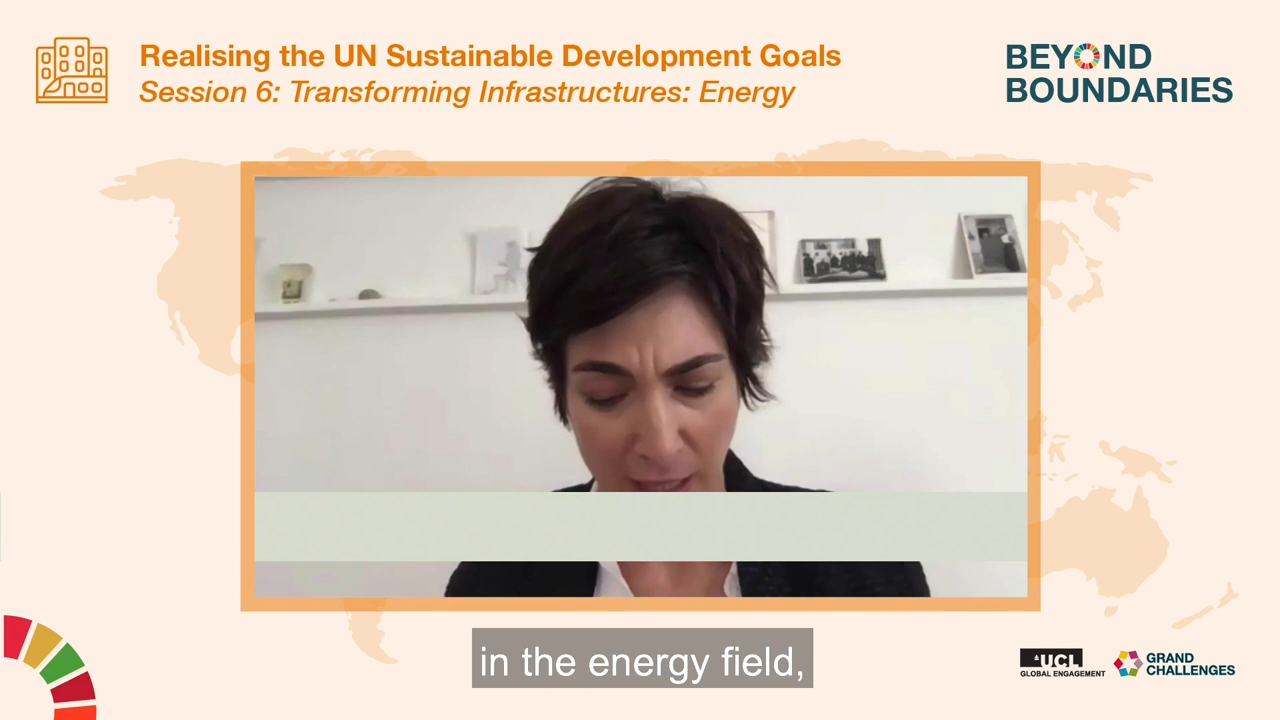 Realising the UN Sustainable Development Goals
Session 6: Transforming Infrastructures: Energy
BEYOND
BOUNDARIES
in the energy field,
UCL
GLOBAL ENGAGEMENT
GRAND
CHALLENGES